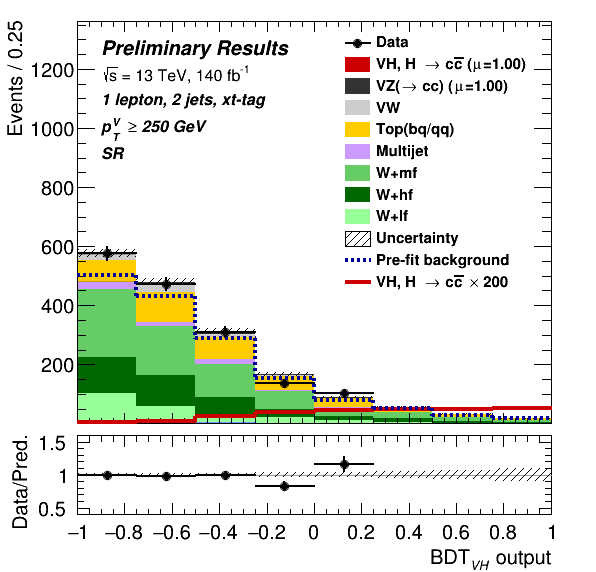 Events / 0.25
1200
1000
800
600
400
200
Preliminary Results
√s = 13 TeV, 140 fb⁻¹
1 lepton, 2 jets, xt-tag
p_T^V ≥ 250 GeV
SR
Data
VH, H → cc̅ (μ=1.00)
VZ(→ cc) (μ=1.00)
VW
Top(bq/qq)
Multijet
W+mf
W+hf
W+lf
Uncertainty
Pre-fit background
VH, H → cc̅ × 200
Data/Pred.
1.5
1
0.5
−1 −0.8 −0.6 −0.4 −0.2 0 0.2 0.4 0.6 0.8 1
BDT_VH output